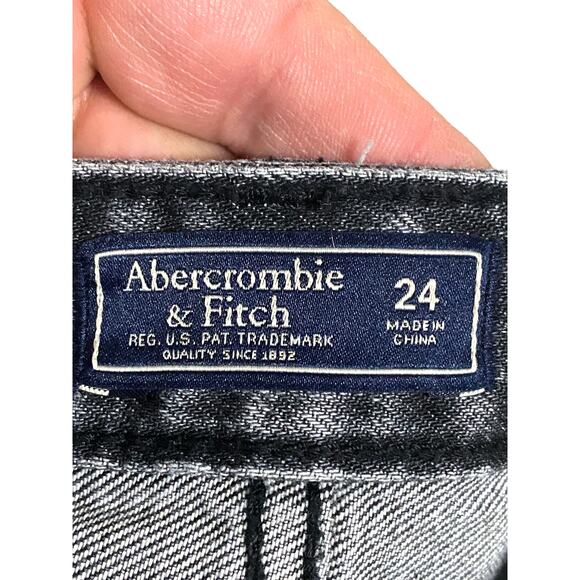 Abercrombie
& Fitch
REG. U.S. PAT. TRADEMARK
QUALITY SINCE 1892
24
MADE IN
CHINA